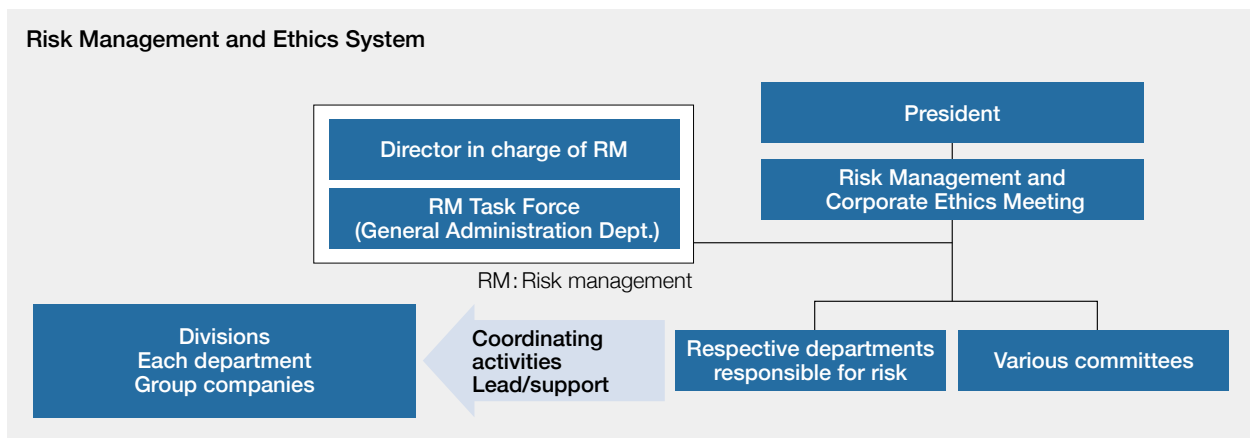 Risk Management and Ethics System
President
Director in charge of RM
Risk Management and
Corporate Ethics Meeting
RM Task Force
(General Administration Dept.)
RM: Risk management
Divisions
Each department
Group companies
Coordinating
activities
Lead/support
Respective departments
responsible for risk
Various committees